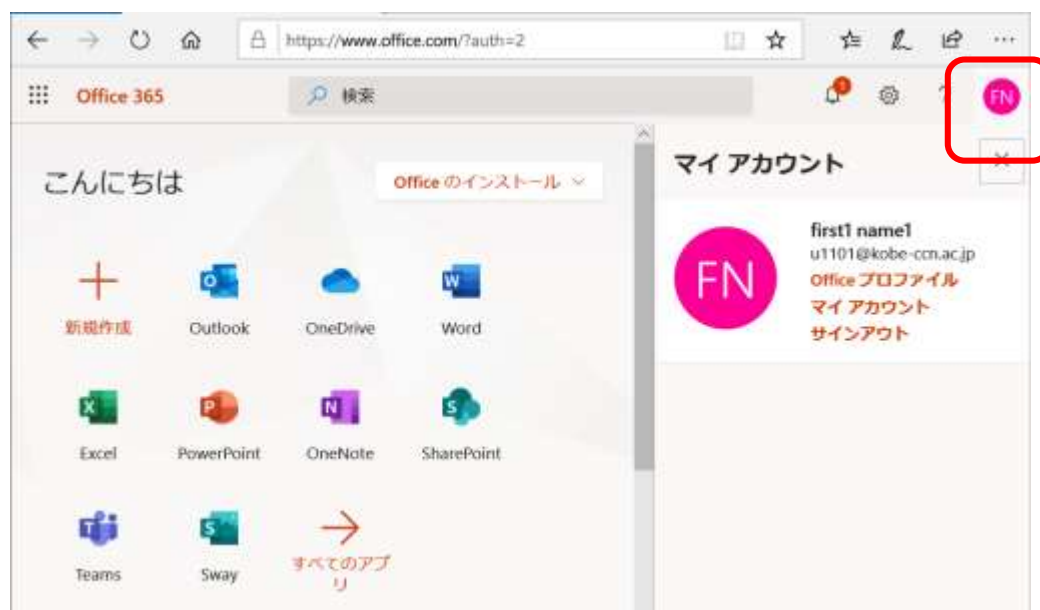 https://www.office.com/?auth=2
Office 365
検索
FN
こんにちは
Office のインストール
マイ アカウント
FN
first1 name1
u1101@kobe-ccn.ac.jp
Office プロファイル
マイ アカウント
サインアウト
新規作成
Outlook
OneDrive
Word
Excel
PowerPoint
OneNote
SharePoint
Teams
Sway
すべてのアプ
リ